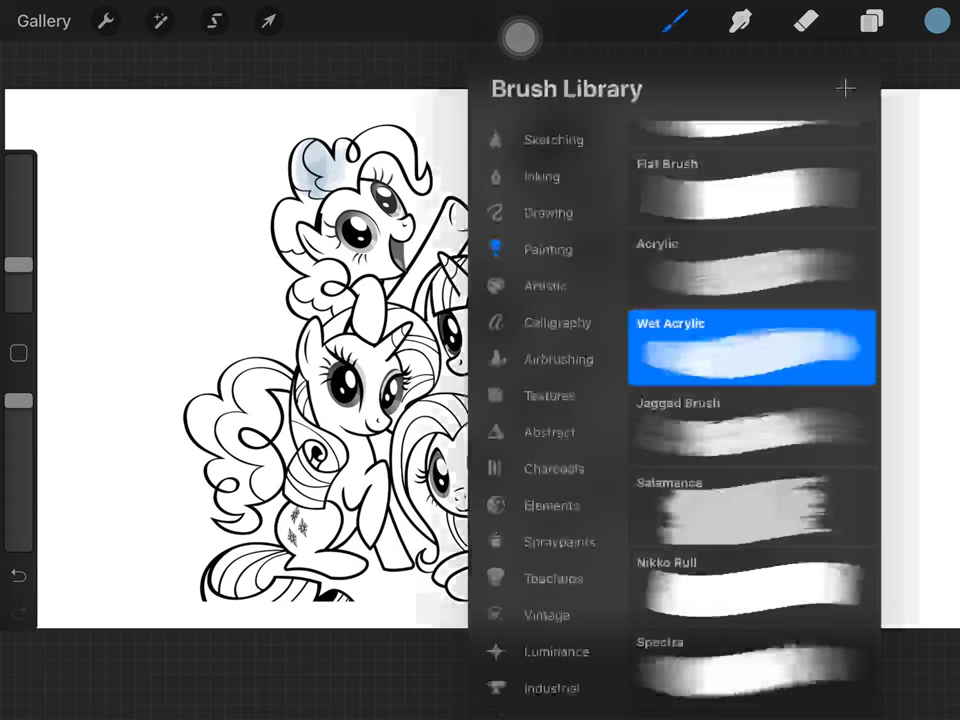 Gallery
Brush Library
Sketching
Inking
Drawing
Painting
Artistic
Calligraphy
Airbrushing
Textures
Abstract
Charcoals
Elements
Spraypaints
Touchups
Vintage
Luminance
Industrial
Flat Brush
Acrylic
Wet Acrylic
Jagged Brush
Salamanca
Nikko Rull
Spectra